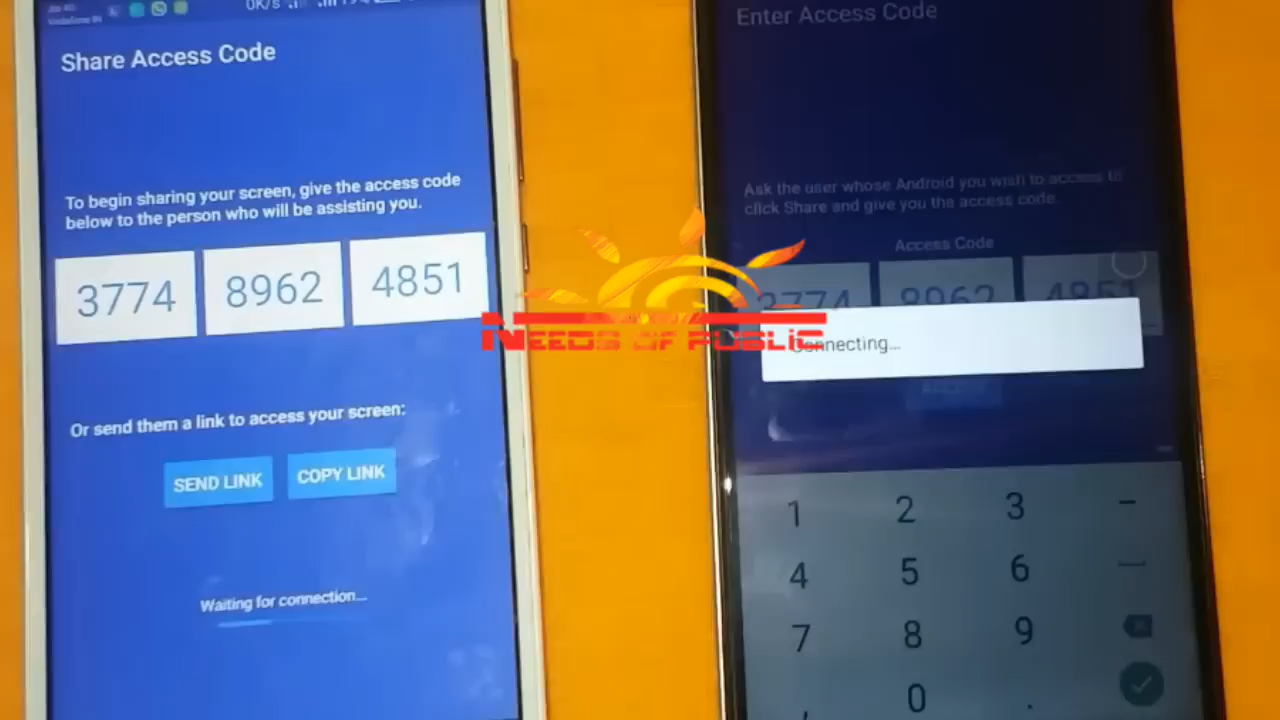 Vodafone IN
0K/s
Share Access Code
To begin sharing your screen, give the access code
below to the person who will be assisting you.
3774 8962 4851
Or send them a link to access your screen:
SEND LINK COPY LINK
Waiting for connection...
NEEDS OF PUBLIC
Enter Access Code
Ask the user whose Android you wish to access to
click Share and give you the access code.
Access Code
3774 8962 4851
Connecting...
1 2 3 -
4 5 6
7 8 9
, 0 .